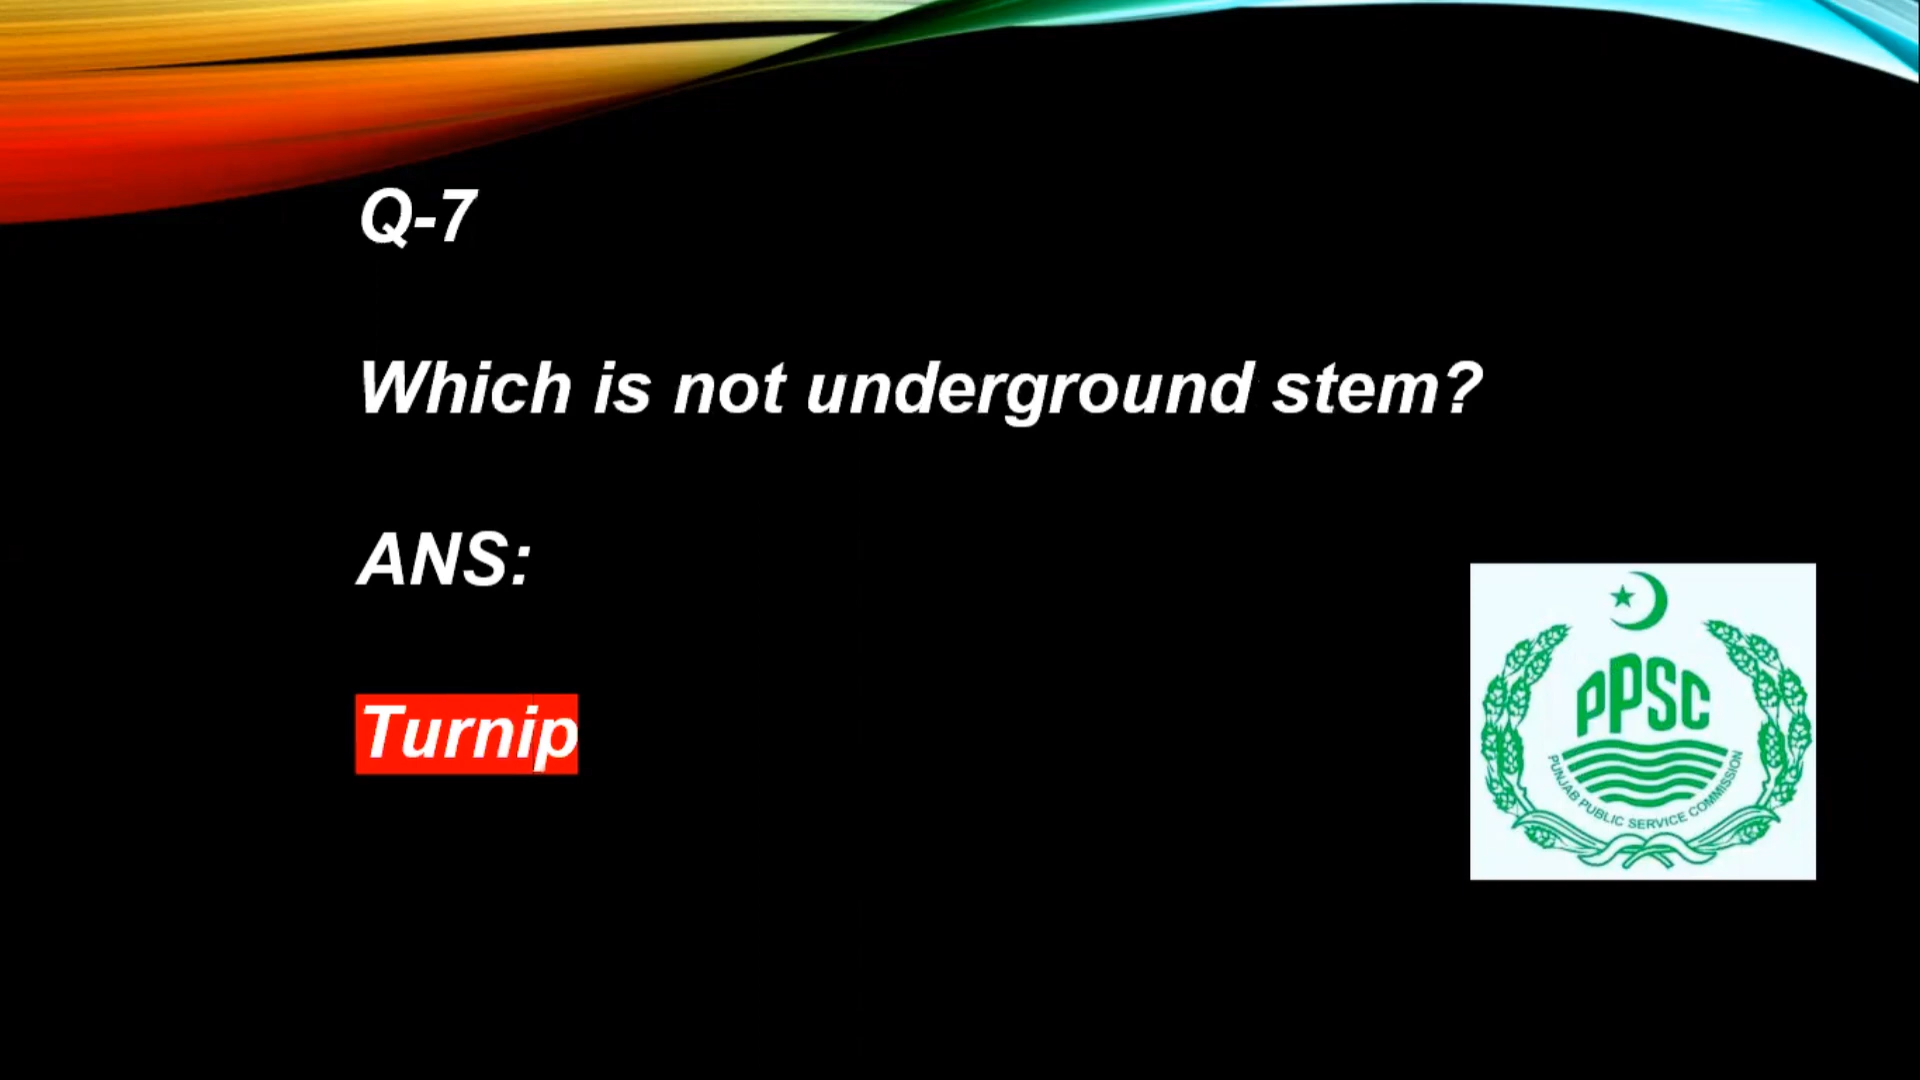 Q-7
Which is not underground stem?
ANS:
Turnip
PPSC
PUNJAB PUBLIC SERVICE COMMISSION